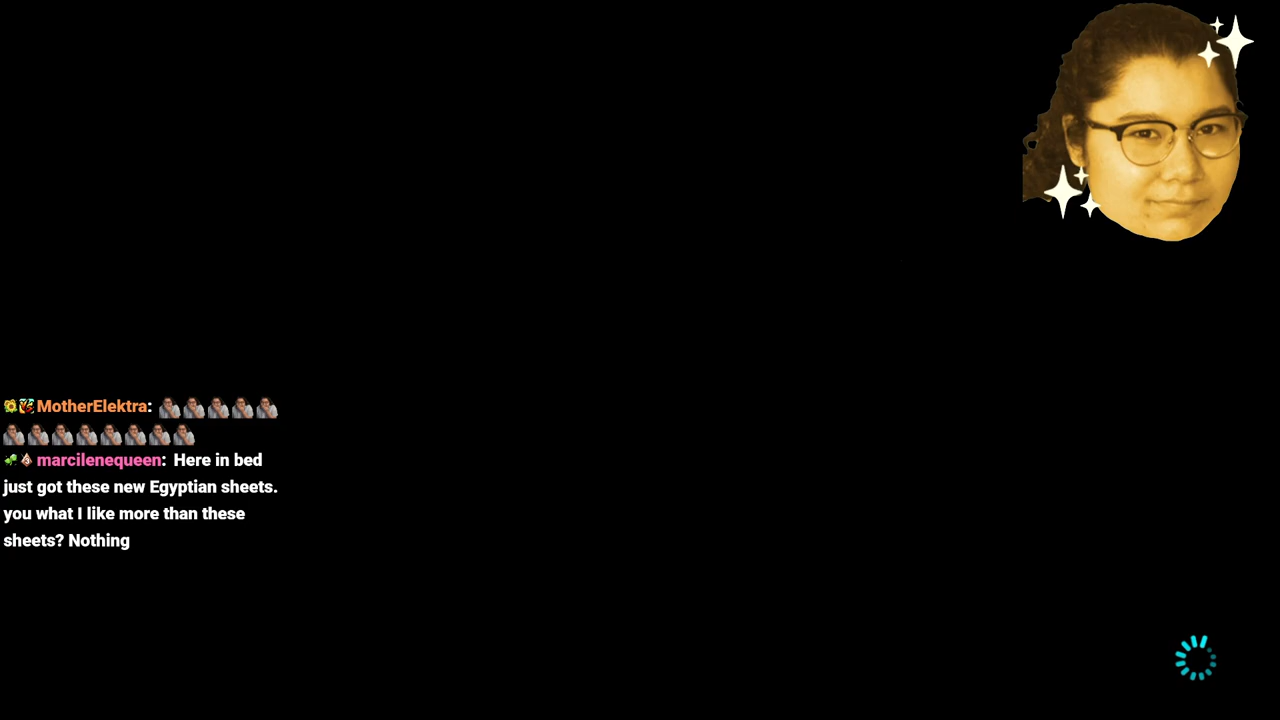 MotherElektra:
marcilenequeen: Here in bed
just got these new Egyptian sheets.
you what I like more than these
sheets? Nothing